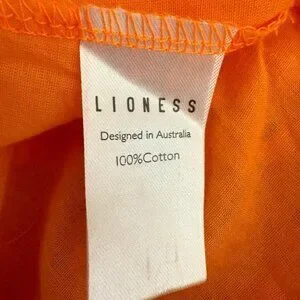 LIONESS
Designed in Australia
100%Cotton